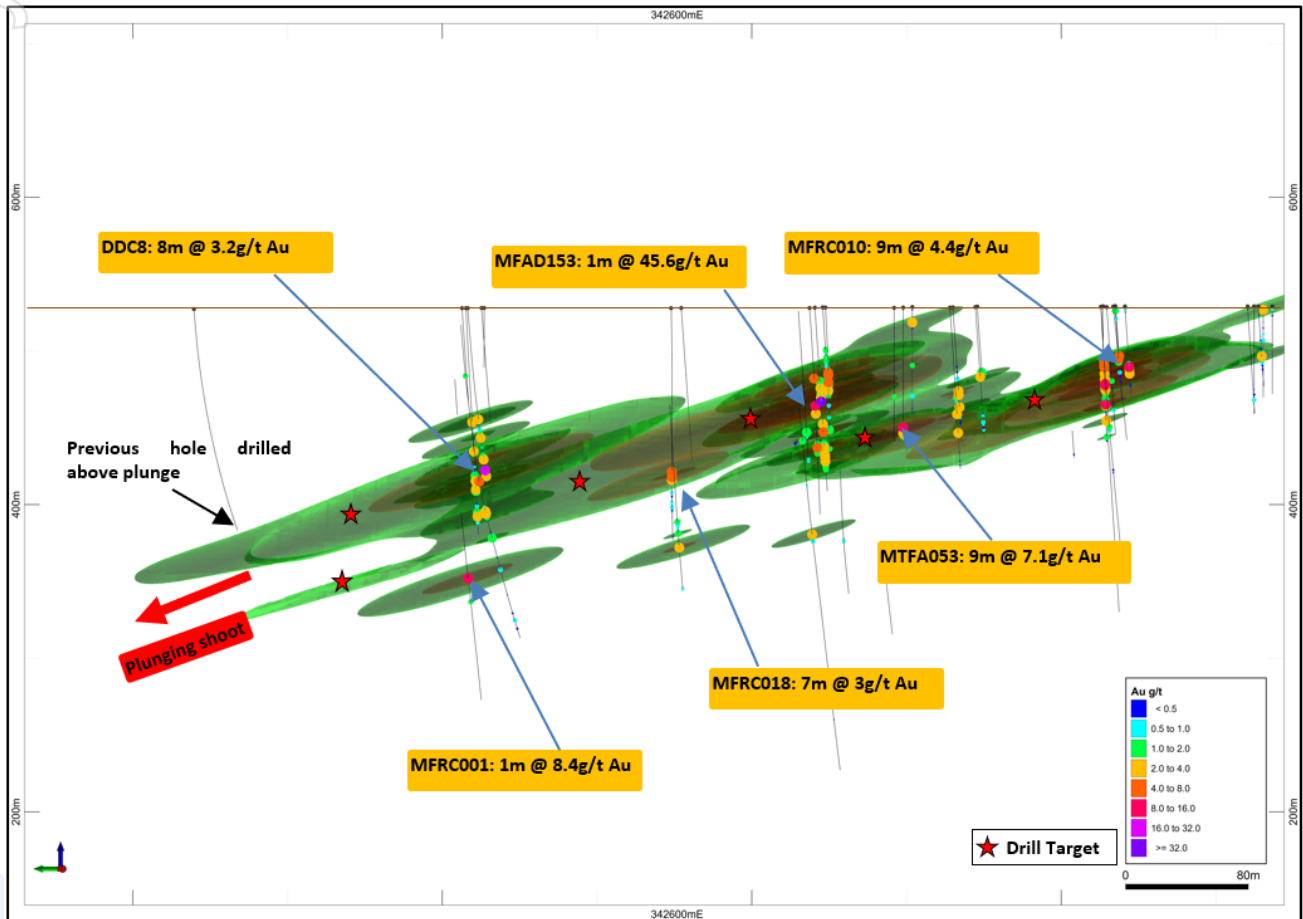 342600mE
600m
600m
DDC8: 8m @ 3.2g/t Au
MFAD153: 1m @ 45.6g/t Au
MFRC010: 9m @ 4.4g/t Au
Previous hole drilled
above plunge
400m
400m
MTFA053: 9m @ 7.1g/t Au
Plunging shoot
MFRC018: 7m @ 3g/t Au
MFRC001: 1m @ 8.4g/t Au
Au g/t
< 0.5
0.5 to 1.0
1.0 to 2.0
2.0 to 4.0
4.0 to 8.0
8.0 to 16.0
16.0 to 32.0
>= 32.0
200m
200m
Drill Target
0 80m
342600mE